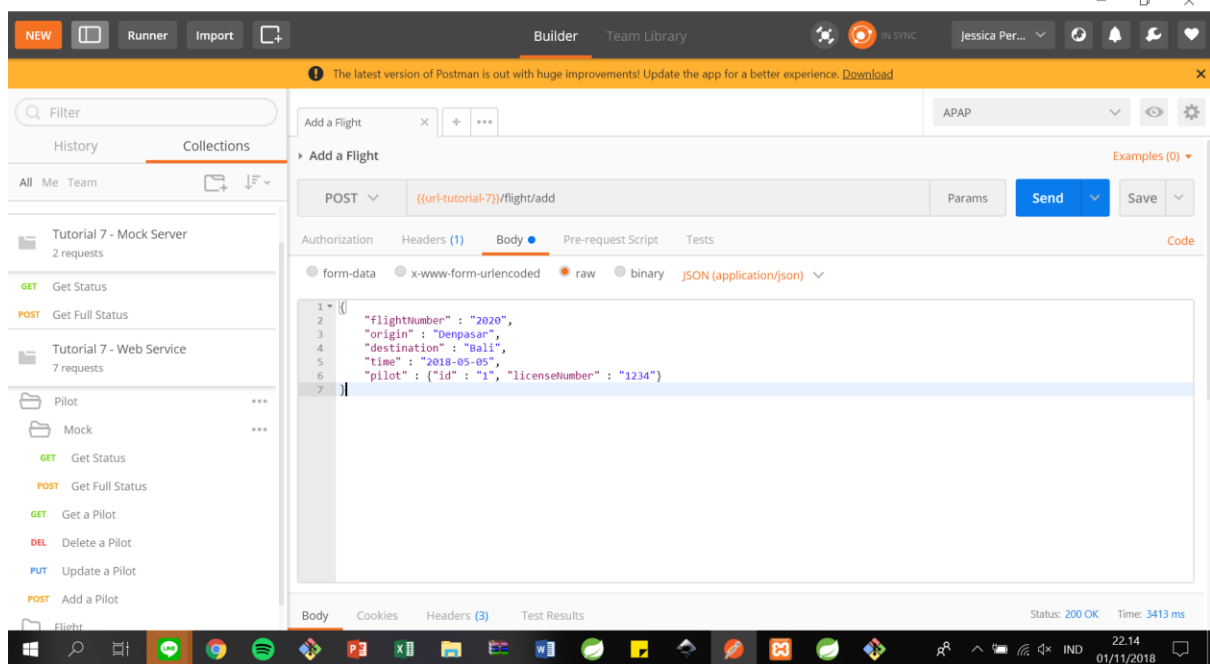 NEW Runner Import Builder Team Library IN SYNC Jessica Per...
The latest version of Postman is out with huge improvements! Update the app for a better experience. Download
Filter
History Collections
All Me Team
Tutorial 7 - Mock Server
2 requests
GET Get Status
POST Get Full Status
Tutorial 7 - Web Service
7 requests
Pilot
Mock
GET Get Status
POST Get Full Status
GET Get a Pilot
DEL Delete a Pilot
PUT Update a Pilot
POST Add a Pilot
Flight
Add a Flight
APAP
Add a Flight Examples (0)
POST {{url-tutorial-7}}/flight/add Params Send Save
Authorization Headers (1) Body Pre-request Script Tests Code
form-data x-www-form-urlencoded raw binary JSON (application/json)
1 {
2 "flightNumber" : "2020",
3 "origin" : "Denpasar",
4 "destination" : "Bali",
5 "time" : "2018-05-05",
6 "pilot" : {"id" : "1", "licenseNumber" : "1234"}
7 }
Body Cookies Headers (3) Test Results Status: 200 OK Time: 3413 ms
IND 22.14
01/11/2018